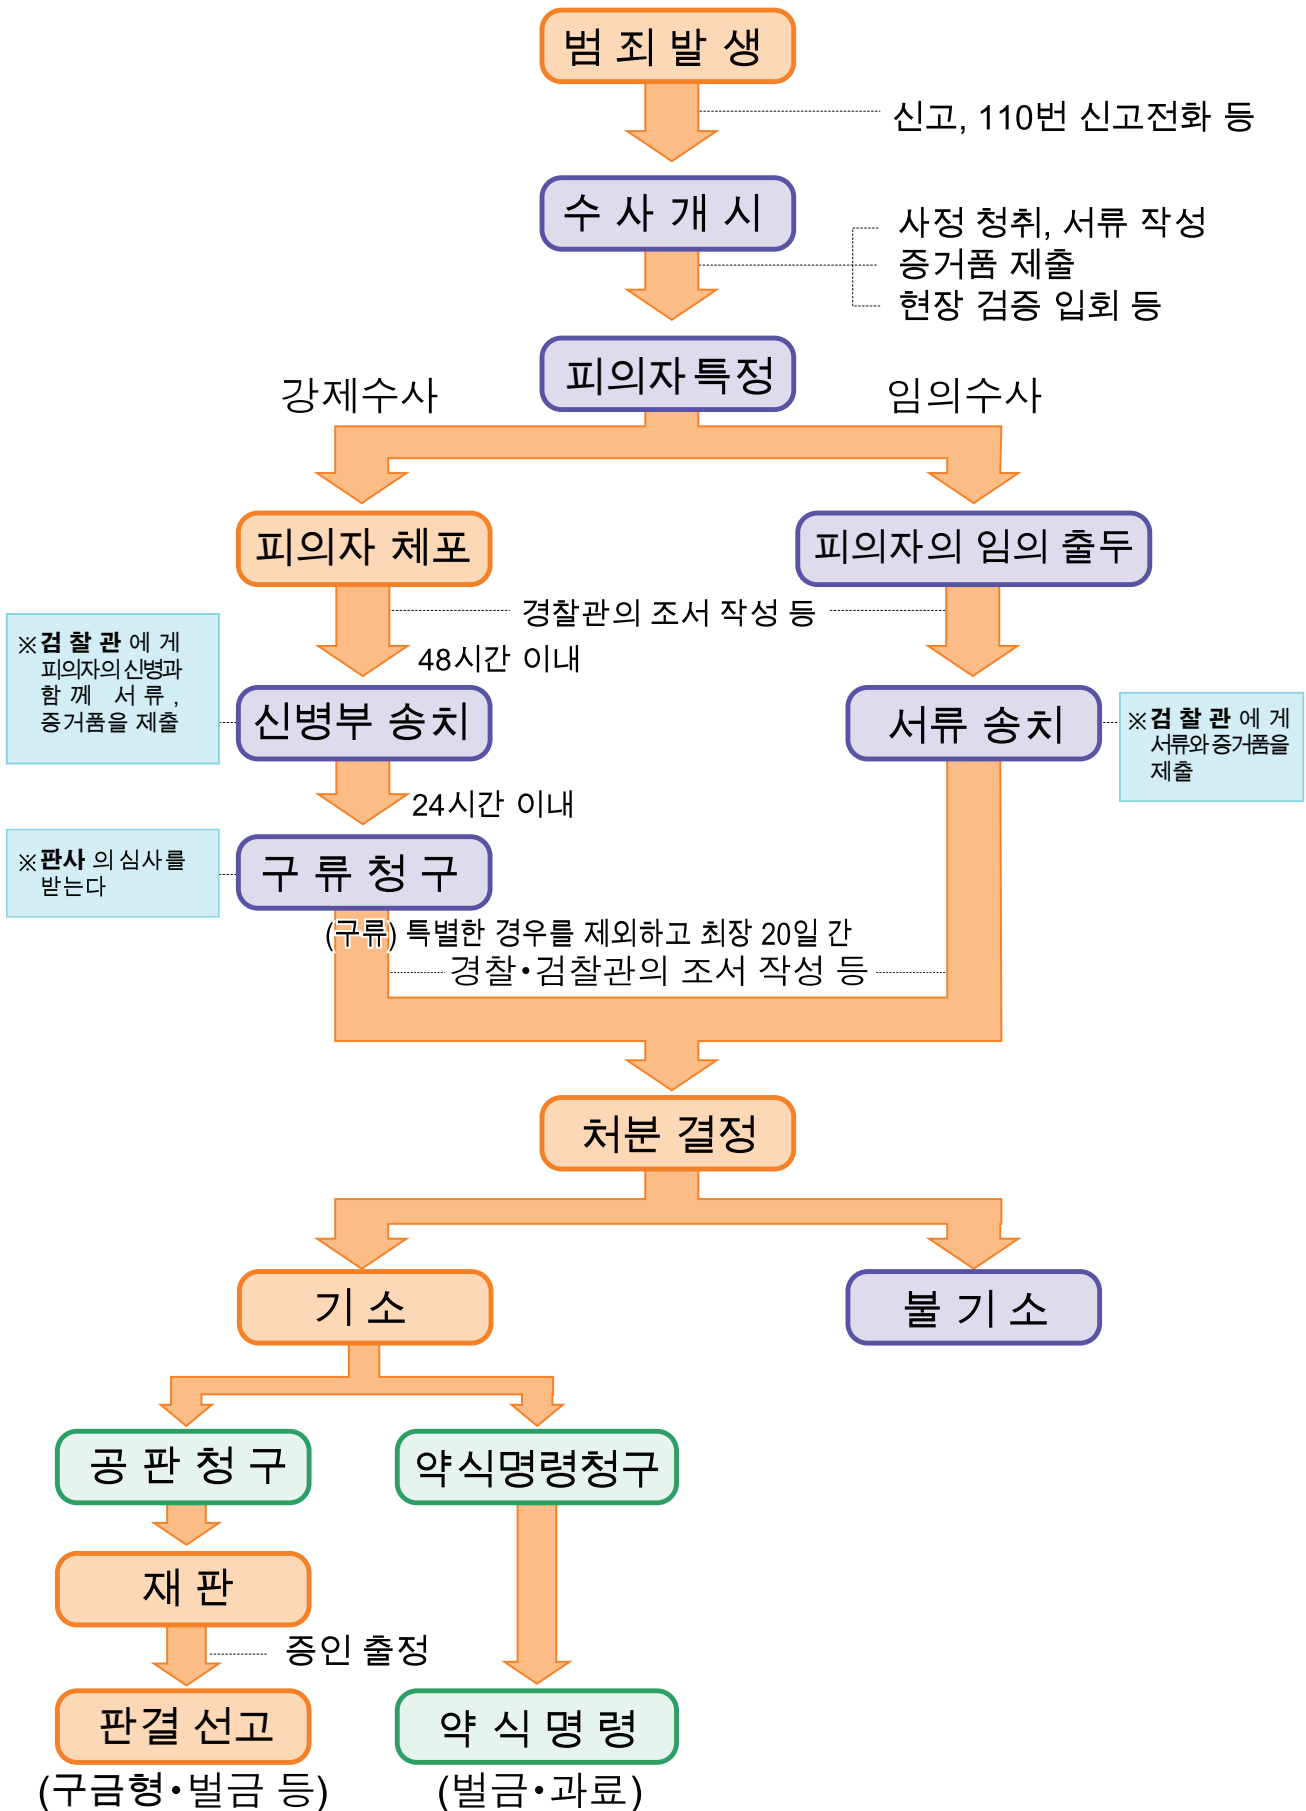 범죄발생
신고, 110번 신고전화 등
수사개시
사정 청취, 서류 작성
증거품 제출
현장 검증 입회 등
피의자 특정
강제수사
임의수사
피의자 체포
피의자의 임의 출두
경찰관의 조서 작성 등
48시간 이내
※검찰관에게
피의자의 신병과
함께 서류,
증거품을 제출
신병부 송치
서류 송치
※검찰관에게
서류와 증거품을
제출
24시간 이내
※판사의 심사를
받는다
구류청구
(구류) 특별한 경우를 제외하고 최장 20일 간
경찰•검찰관의 조서 작성 등
처분 결정
기소
불기소
공판청구
약식명령청구
재판
증인 출정
판결 선고
약식명령
(구금형•벌금 등)
(벌금•과료)